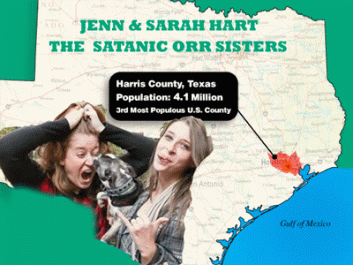 JENN & SARAH HART
THE SATANIC ORR SISTERS
Harris County, Texas
Population: 4.1 Million
3rd Most Populous U.S. County
Houston
Gulf of Mexico